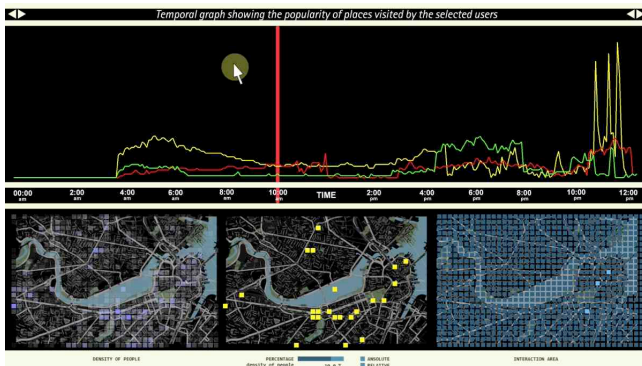 Temporal graph showing the popularity of places visited by the selected users
00:00 am 2:00 am 4:00 am 6:00 am 8:00 am 10:00 am TIME 2:00 pm 4:00 pm 6:00 pm 8:00 pm 10:00 pm 12:00 pm
DENSITY OF PEOPLE PERCENTAGE ABSOLUTE INTERACTION AREA
density of people RELATIVE